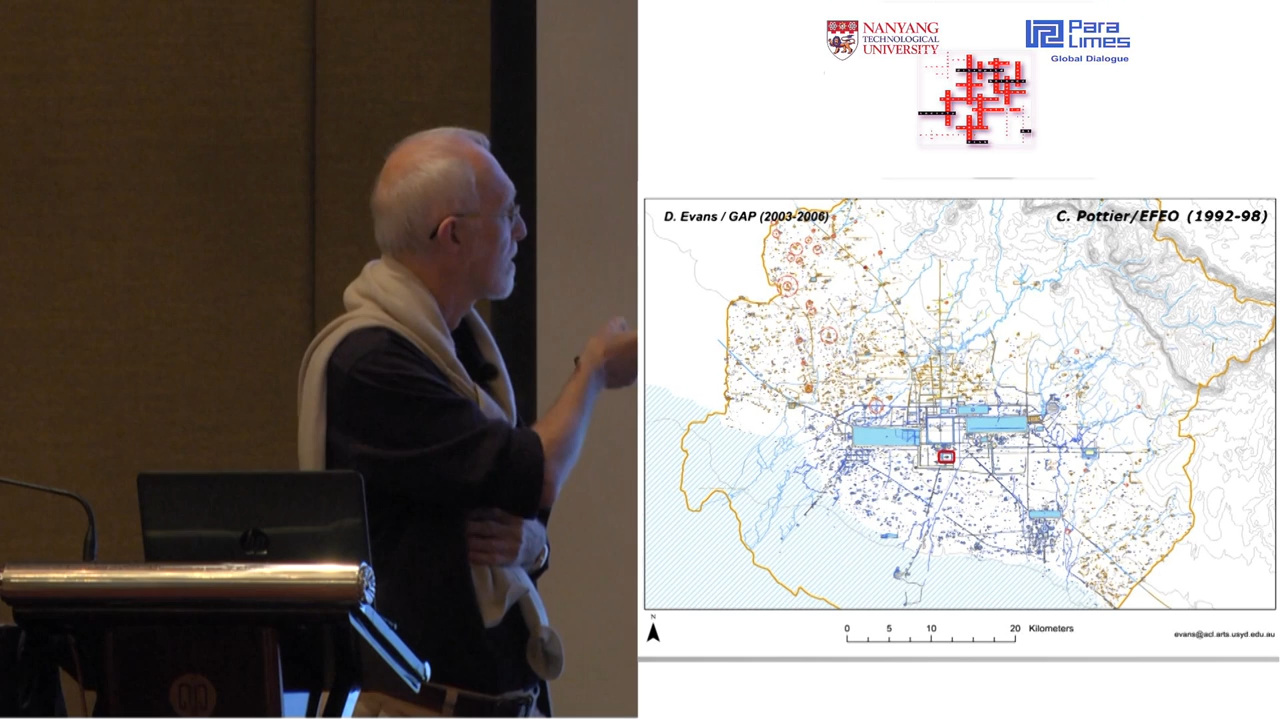 NANYANG
TECHNOLOGICAL
UNIVERSITY
Para
Limes
Global Dialogue
D. Evans / GAP (2003-2006)
C. Pottier/EFEO (1992-98)
N
0 5 10 20 Kilometers
evans@acl.arts.usyd.edu.au